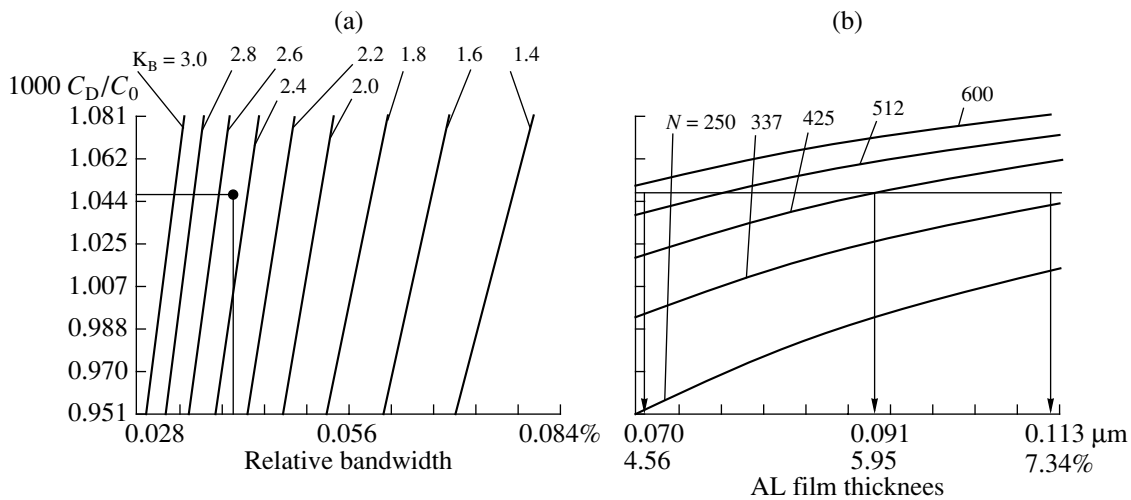 (a)
K_B = 3.0 2.8 2.6 2.4 2.2 2.0 1.8 1.6 1.4
1000 C_D/C_0
1.081
1.062
1.044
1.025
1.007
0.988
0.970
0.951
0.028 0.056 0.084%
Relative bandwidth
(b)
N = 250 337 425 512 600
0.070 0.091 0.113 μm
4.56 5.95 7.34%
AL film thicknees